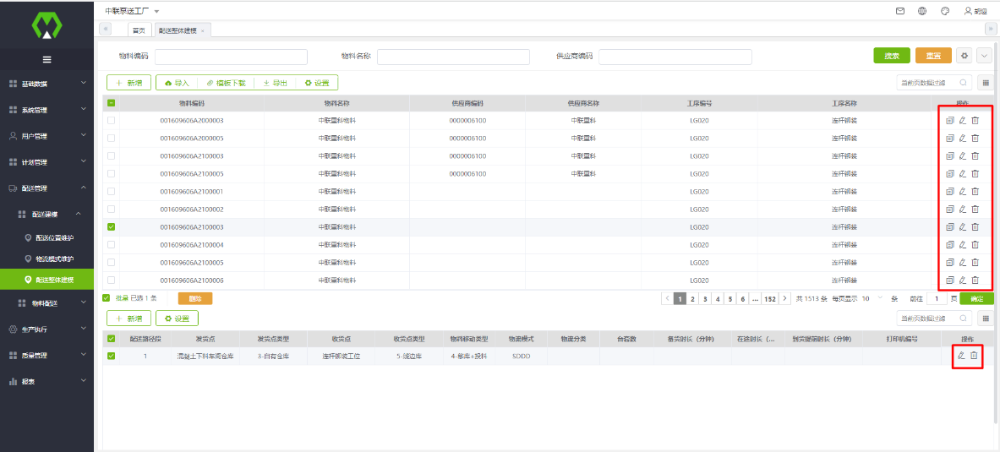 中联泵送工厂
胡迎
首页 配送整体建模 ×
物料编码 物料名称 供应商编码 搜索 重置
基础数据
系统管理
用户管理
计划管理
配送管理
配送建模
配送位置维护
物流模式维护
配送整体建模
物料配送
生产执行
质量管理
报表
+ 新增 导入 模板下载 导出 设置 当前页数据过滤
物料编码 物料名称 供应商编码 供应商名称 工序编号 工序名称 操作
001609606A2000003 中联重科物料 0000006100 中联重科 LG020 连杆铆装
001609606A2000005 中联重科物料 0000006100 中联重科 LG020 连杆铆装
001609606A2100003 中联重科物料 0000006100 中联重科 LG020 连杆铆装
001609606A2100005 中联重科物料 0000006100 中联重科 LG020 连杆铆装
001609606A2100001 中联重科物料 LG020 连杆铆装
001609606A2100002 中联重科物料 LG020 连杆铆装
001609606A2100003 中联重科物料 LG020 连杆铆装
001609606A2100004 中联重科物料 LG020 连杆铆装
001609606A2100005 中联重科物料 LG020 连杆铆装
001609606A2100006 中联重科物料 LG020 连杆铆装
批量 已选 1 条 删除 1 2 3 4 5 6 ... 152 共 1513 条 每页显示 10 条 前往 1 页 确定
+ 新增 设置 当前页数据过滤
配送路径段 发货点 发货点类型 收货点 收货点类型 物料移动类型 物流模式 物流分类 台套数 备货时长（分钟） 在途时长（... 到货提前时长（分钟） 打印机编号 操作
1 混凝土下料车间仓库 3-自有仓库 连杆铆装工位 5-线边库 4-移库+投料 SDDD